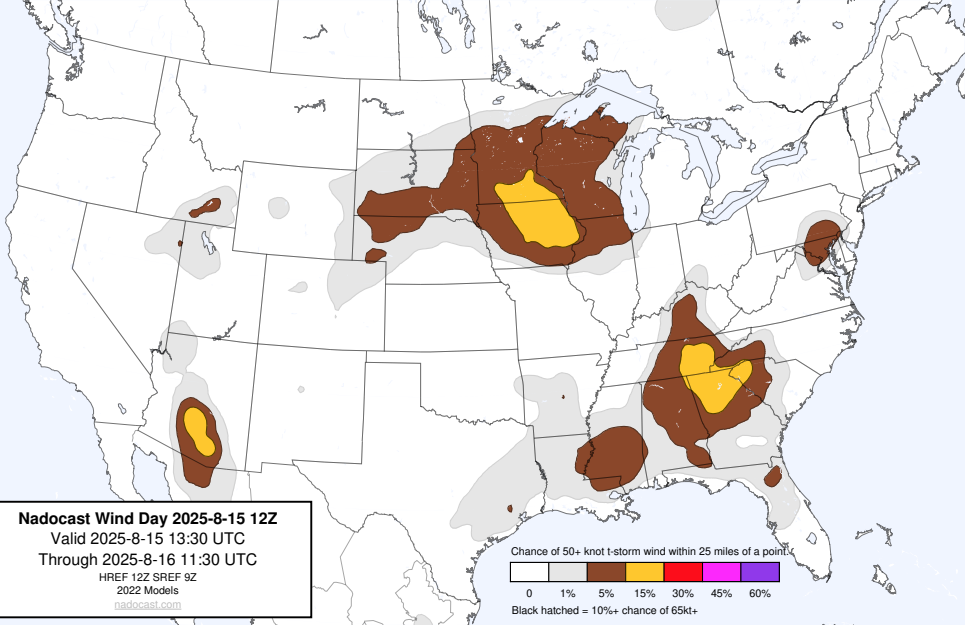 Nadocast Wind Day 2025-8-15 12Z
Valid 2025-8-15 13:30 UTC
Through 2025-8-16 11:30 UTC
HREF 12Z SREF 9Z
2022 Models
nadocast.com
Chance of 50+ knot t-storm wind within 25 miles of a point.
0 1% 5% 15% 30% 45% 60%
Black hatched = 10%+ chance of 65kt+